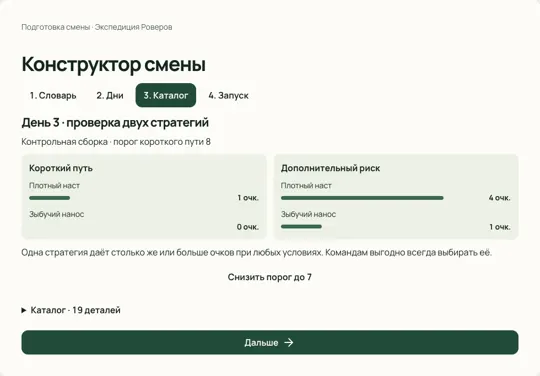 Подготовка смены · Экспедиция Роверов
Конструктор смены
1. Словарь 2. Дни 3. Каталог 4. Запуск
День 3 · проверка двух стратегий
Контрольная сборка · порог короткого пути 8
Короткий путь
Плотный наст
1 очк.
Зыбучий нанос
0 очк.
Дополнительный риск
Плотный наст
4 очк.
Зыбучий нанос
1 очк.
Одна стратегия даёт столько же или больше очков при любых условиях. Командам выгодно всегда выбирать её.
Снизить порог до 7
Каталог · 19 деталей
Дальше →